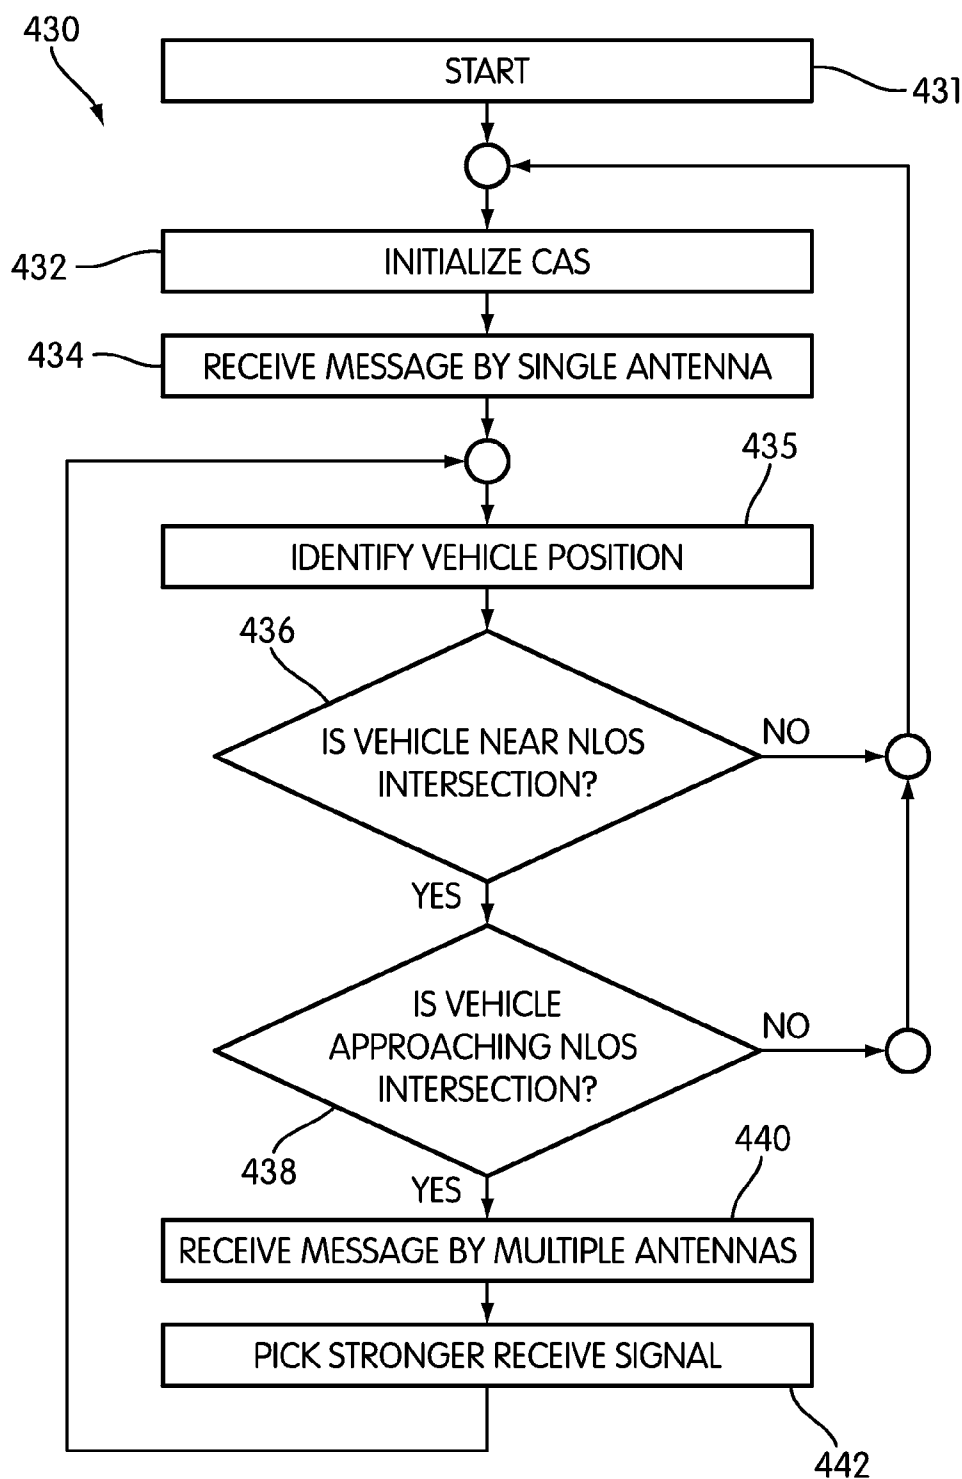 430
START
431
INITIALIZE CAS
432
RECEIVE MESSAGE BY SINGLE ANTENNA
434
435
IDENTIFY VEHICLE POSITION
436
IS VEHICLE NEAR NLOS
INTERSECTION?
NO
YES
IS VEHICLE
APPROACHING NLOS
INTERSECTION?
NO
438
YES
440
RECEIVE MESSAGE BY MULTIPLE ANTENNAS
PICK STRONGER RECEIVE SIGNAL
442